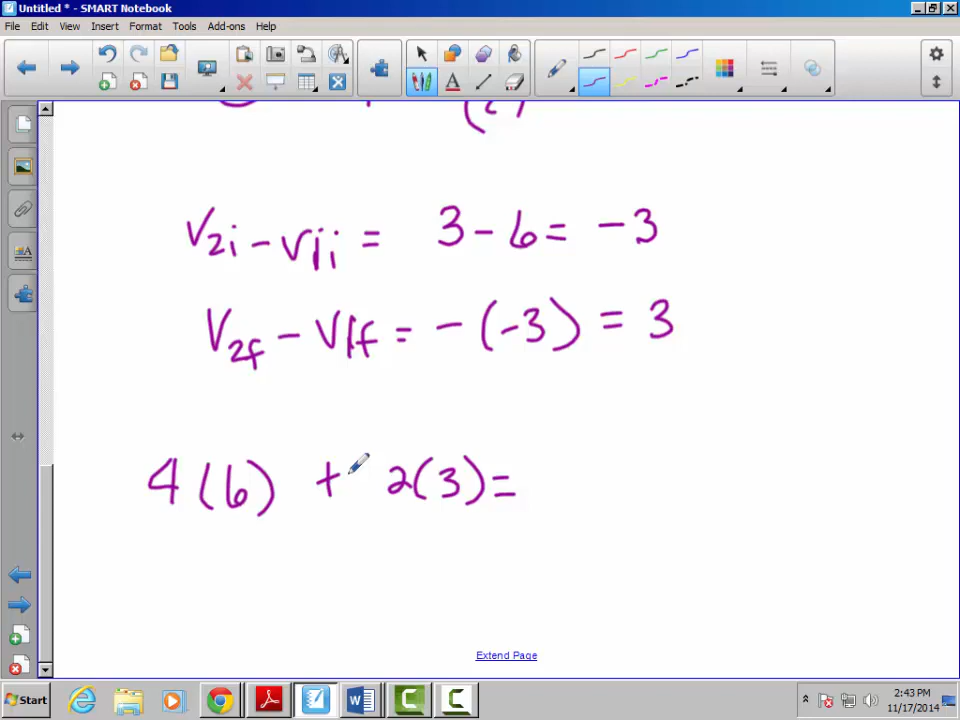 Untitled * - SMART Notebook
File Edit View Insert Format Tools Add-ons Help
(2)
V2i - V1i = 3 - 6 = -3
V2f - V1f = -(-3) = 3
4(6) + 2(3) =
Extend Page
Start
2:43 PM
11/17/2014